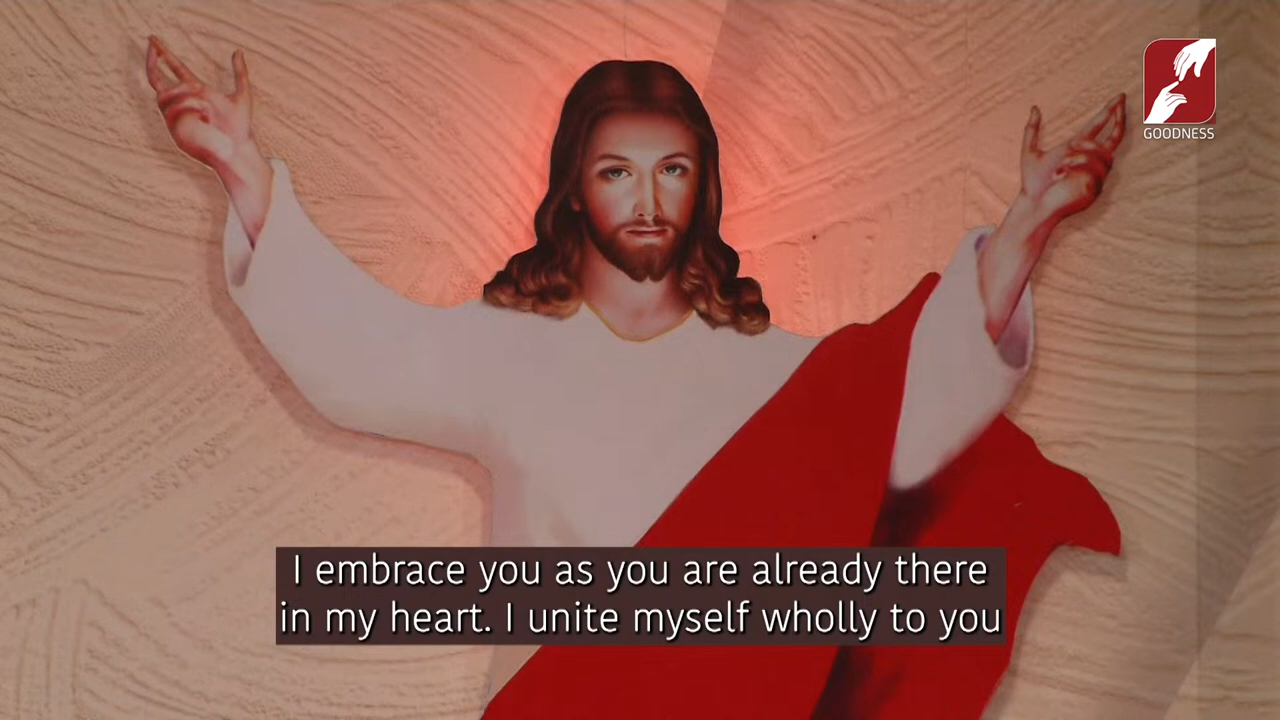 GOODNESS
I embrace you as you are already there
in my heart. I unite myself wholly to you